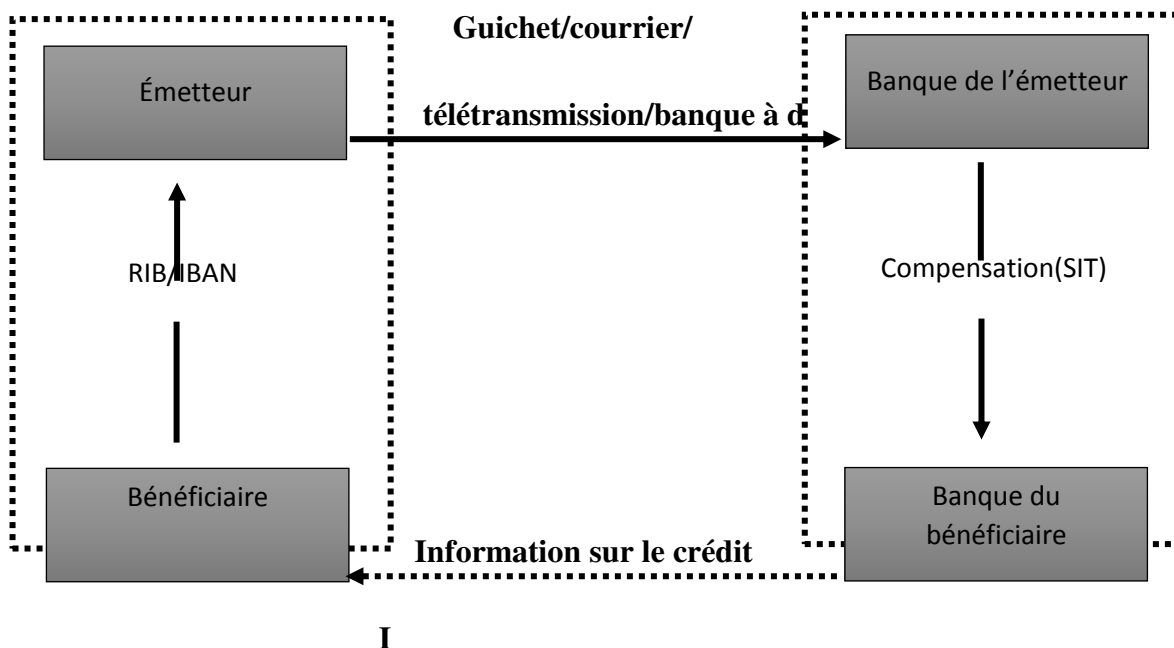 Guichet/courrier/
Émetteur
Banque de l’émetteur
télétransmission/banque à d
RIB/IBAN
Compensation(SIT)
Bénéficiaire
Banque du
bénéficiaire
Information sur le crédit
I